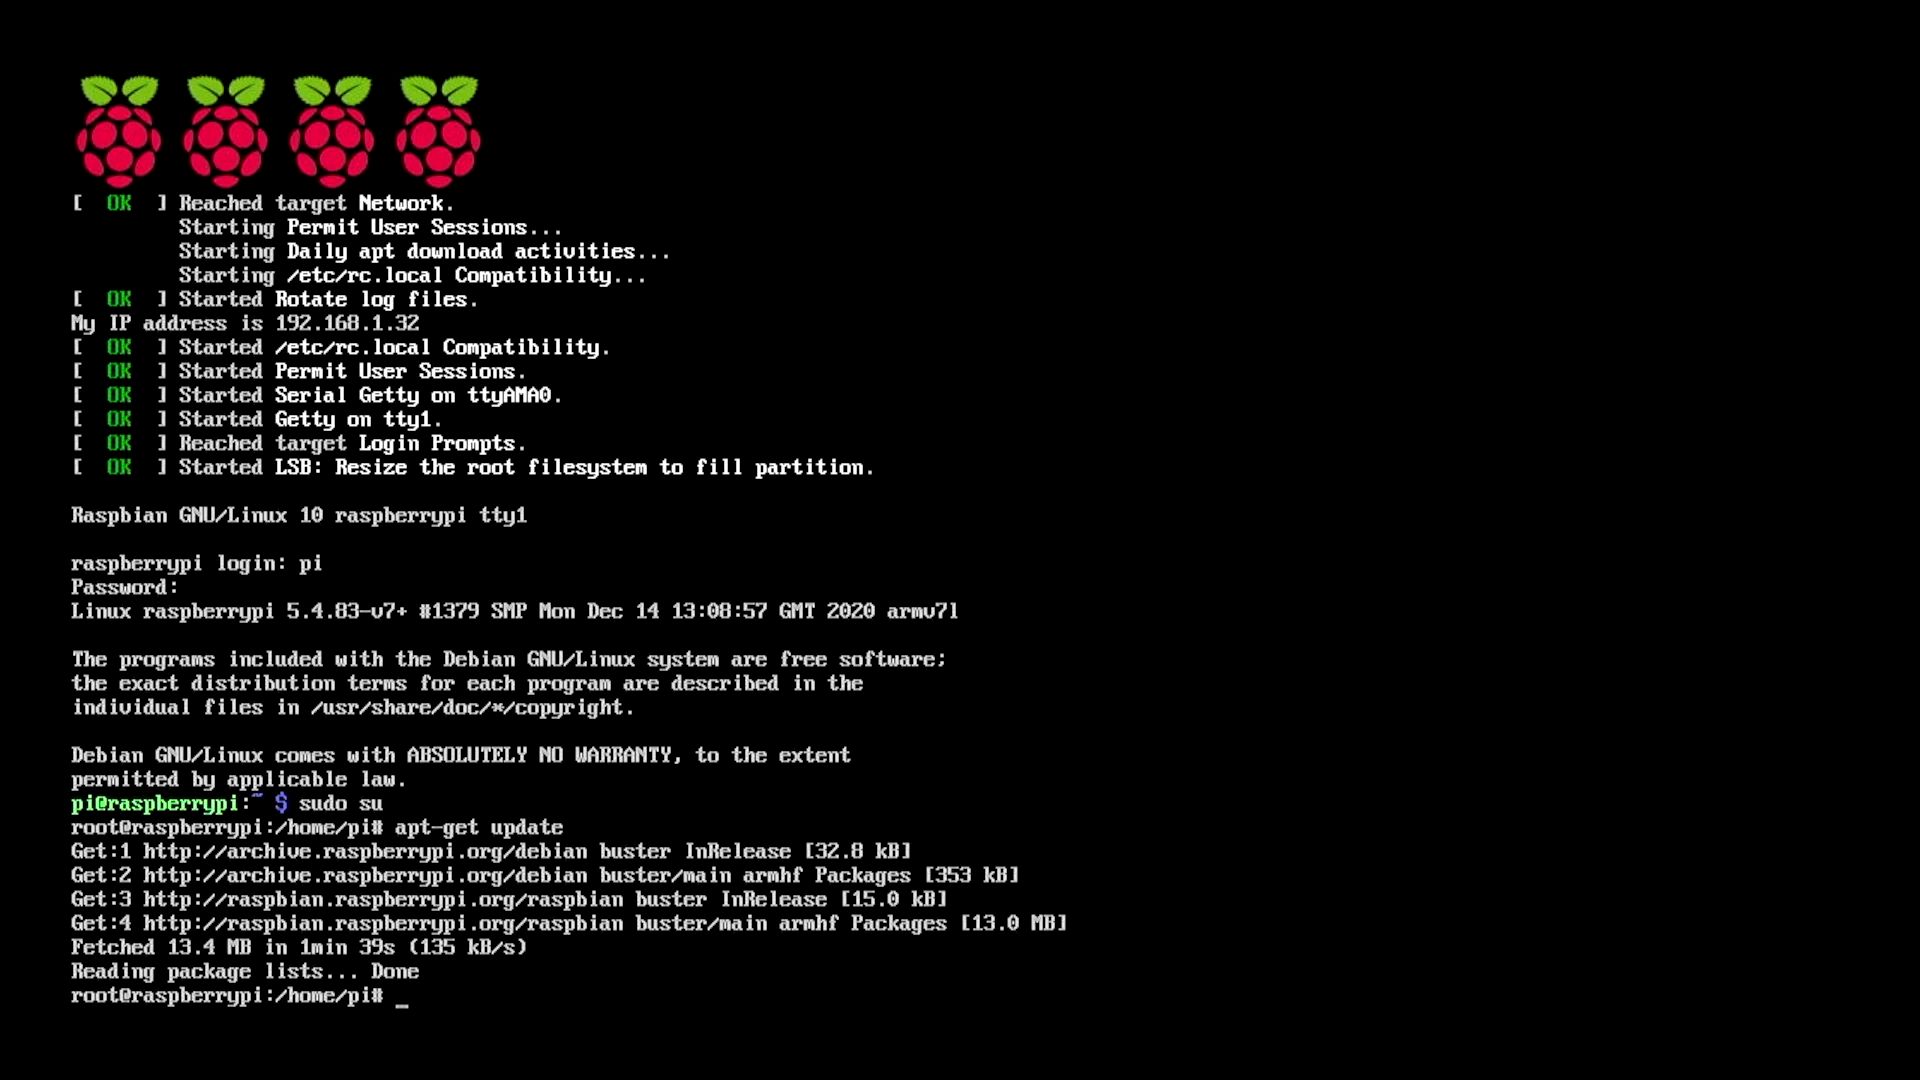 [  OK  ] Reached target Network.
Starting Permit User Sessions...
Starting Daily apt download activities...
Starting /etc/rc.local Compatibility...
[  OK  ] Started Rotate log files.
My IP address is 192.168.1.32
[  OK  ] Started /etc/rc.local Compatibility.
[  OK  ] Started Permit User Sessions.
[  OK  ] Started Serial Getty on ttyAMA0.
[  OK  ] Started Getty on tty1.
[  OK  ] Reached target Login Prompts.
[  OK  ] Started LSB: Resize the root filesystem to fill partition.
Raspbian GNU/Linux 10 raspberrypi tty1
raspberrypi login: pi
Password:
Linux raspberrypi 5.4.83-v7+ #1379 SMP Mon Dec 14 13:08:57 GMT 2020 armv7l
The programs included with the Debian GNU/Linux system are free software;
the exact distribution terms for each program are described in the
individual files in /usr/share/doc/*/copyright.
Debian GNU/Linux comes with ABSOLUTELY NO WARRANTY, to the extent
permitted by applicable law.
pi@raspberrypi:~ $ sudo su
root@raspberrypi:/home/pi# apt-get update
Get:1 http://archive.raspberrypi.org/debian buster InRelease [32.8 kB]
Get:2 http://archive.raspberrypi.org/debian buster/main armhf Packages [353 kB]
Get:3 http://raspbian.raspberrypi.org/raspbian buster InRelease [15.0 kB]
Get:4 http://raspbian.raspberrypi.org/raspbian buster/main armhf Packages [13.0 MB]
Fetched 13.4 MB in 1min 39s (135 kB/s)
Reading package lists... Done
root@raspberrypi:/home/pi# _